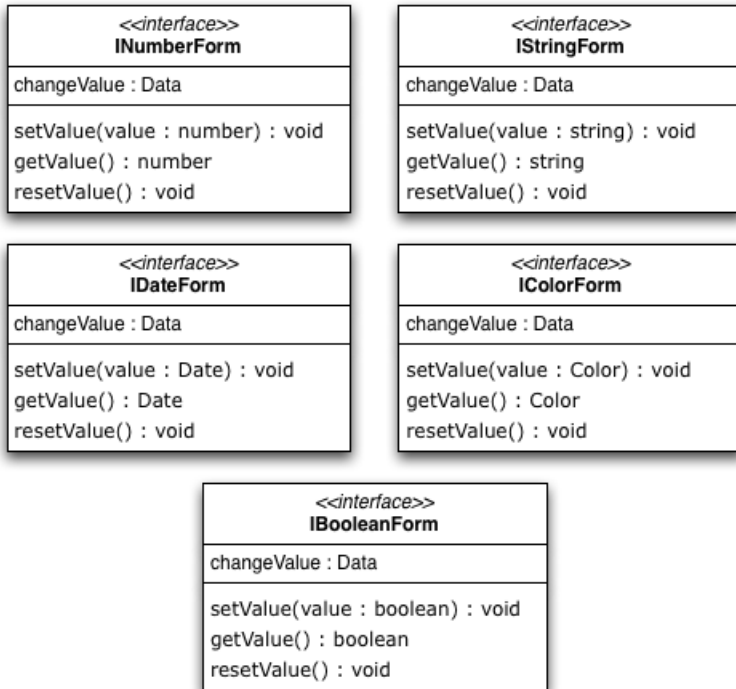 <<interface>>
INumberForm
changeValue : Data
setValue(value : number) : void
getValue() : number
resetValue() : void
<<interface>>
IStringForm
changeValue : Data
setValue(value : string) : void
getValue() : string
resetValue() : void
<<interface>>
IDateForm
changeValue : Data
setValue(value : Date) : void
getValue() : Date
resetValue() : void
<<interface>>
IColorForm
changeValue : Data
setValue(value : Color) : void
getValue() : Color
resetValue() : void
<<interface>>
IBooleanForm
changeValue : Data
setValue(value : boolean) : void
getValue() : boolean
resetValue() : void